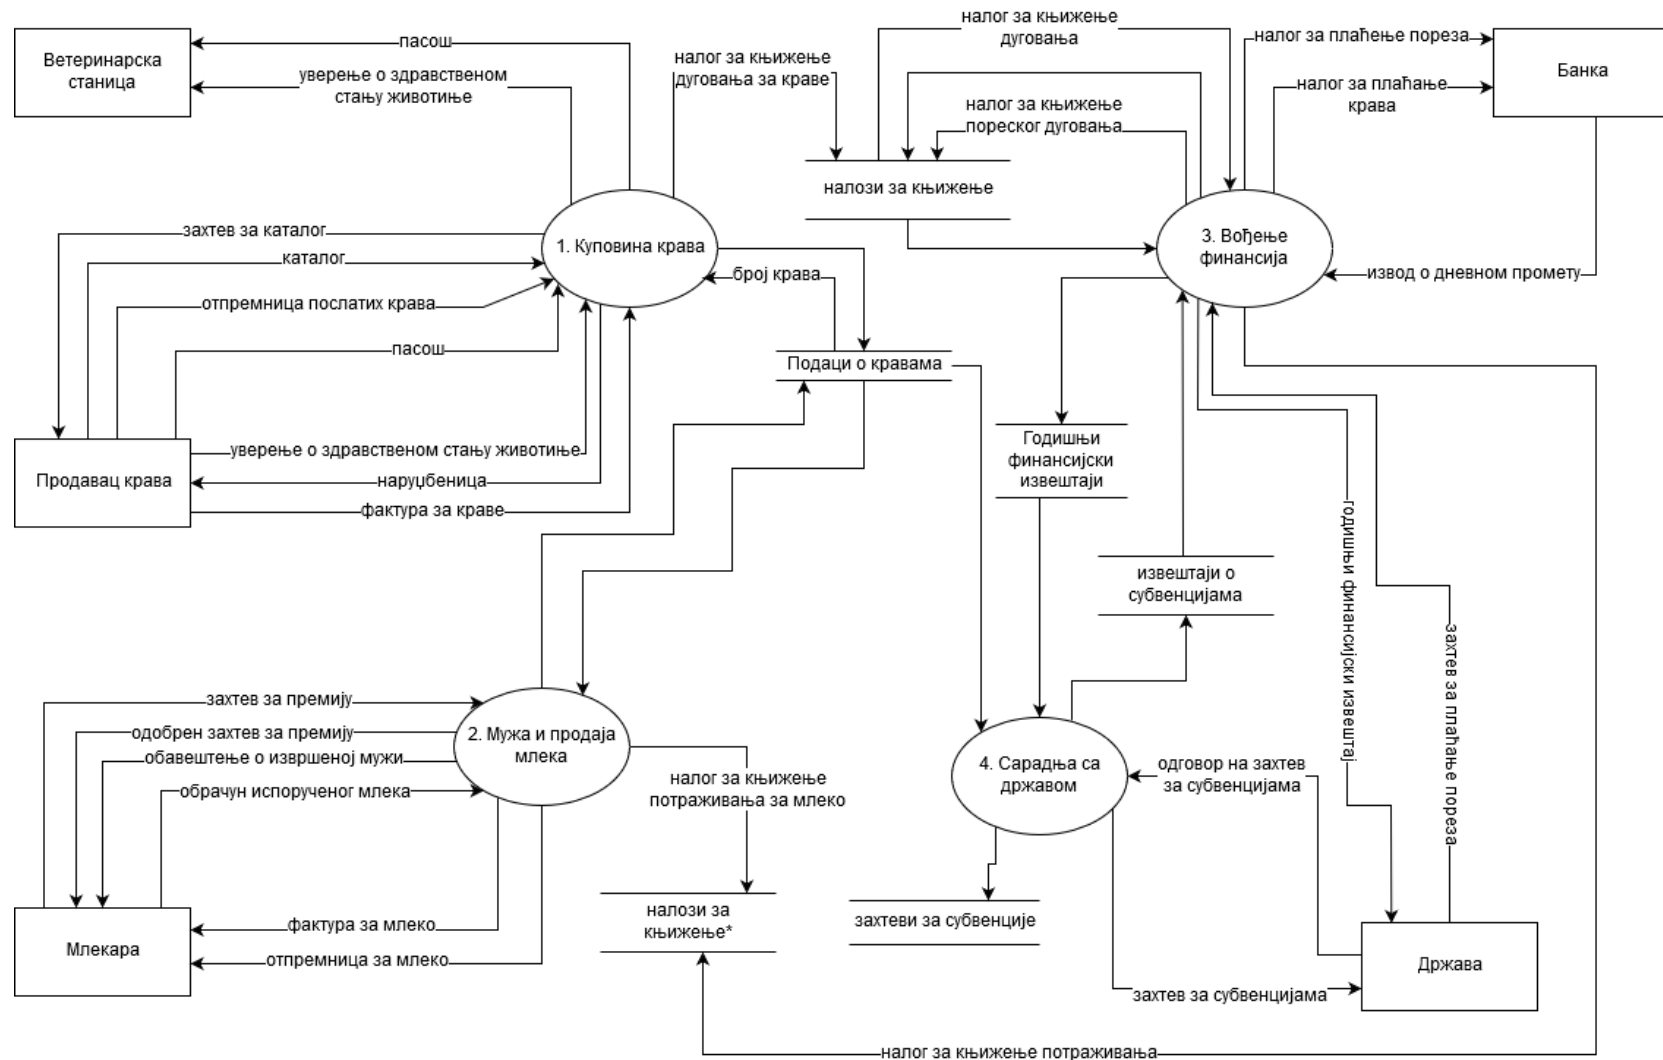 налог за књижење
дуговања
Ветеринарска
станица
пасош
уверење о здравственом
стању животиње
налог за књижење
дуговања за краве
налог за књижење
пореског дуговања
налог за плаћење пореза
налог за плаћање
крава
Банка
налози за књижење
захтев за каталог
каталог
отпремница послатих крава
пасош
1. Куповина крава
број крава
3. Вођење
финансија
извод о дневном промету
Подаци о кравама
Продавац крава
уверење о здравственом стању животиње
наруџбеница
фактура за краве
Годишњи
финансијски
извештаји
извештаји о
субвенцијама
годишњи финансијски извештај
захтев за плаћање пореза
захтев за премију
одобрен захтев за премију
обавештење о извршеној мужи
обрачун испорученог млека
2. Мужа и продаја
млека
налог за књижење
потраживања за млеко
4. Сарадња са
државом
одговор на захтев
за субвенцијама
Млекара
фактура за млеко
отпремница за млеко
налози за
књижење*
захтеви за субвенције
Држава
захтев за субвенцијама
налог за књижење потраживања